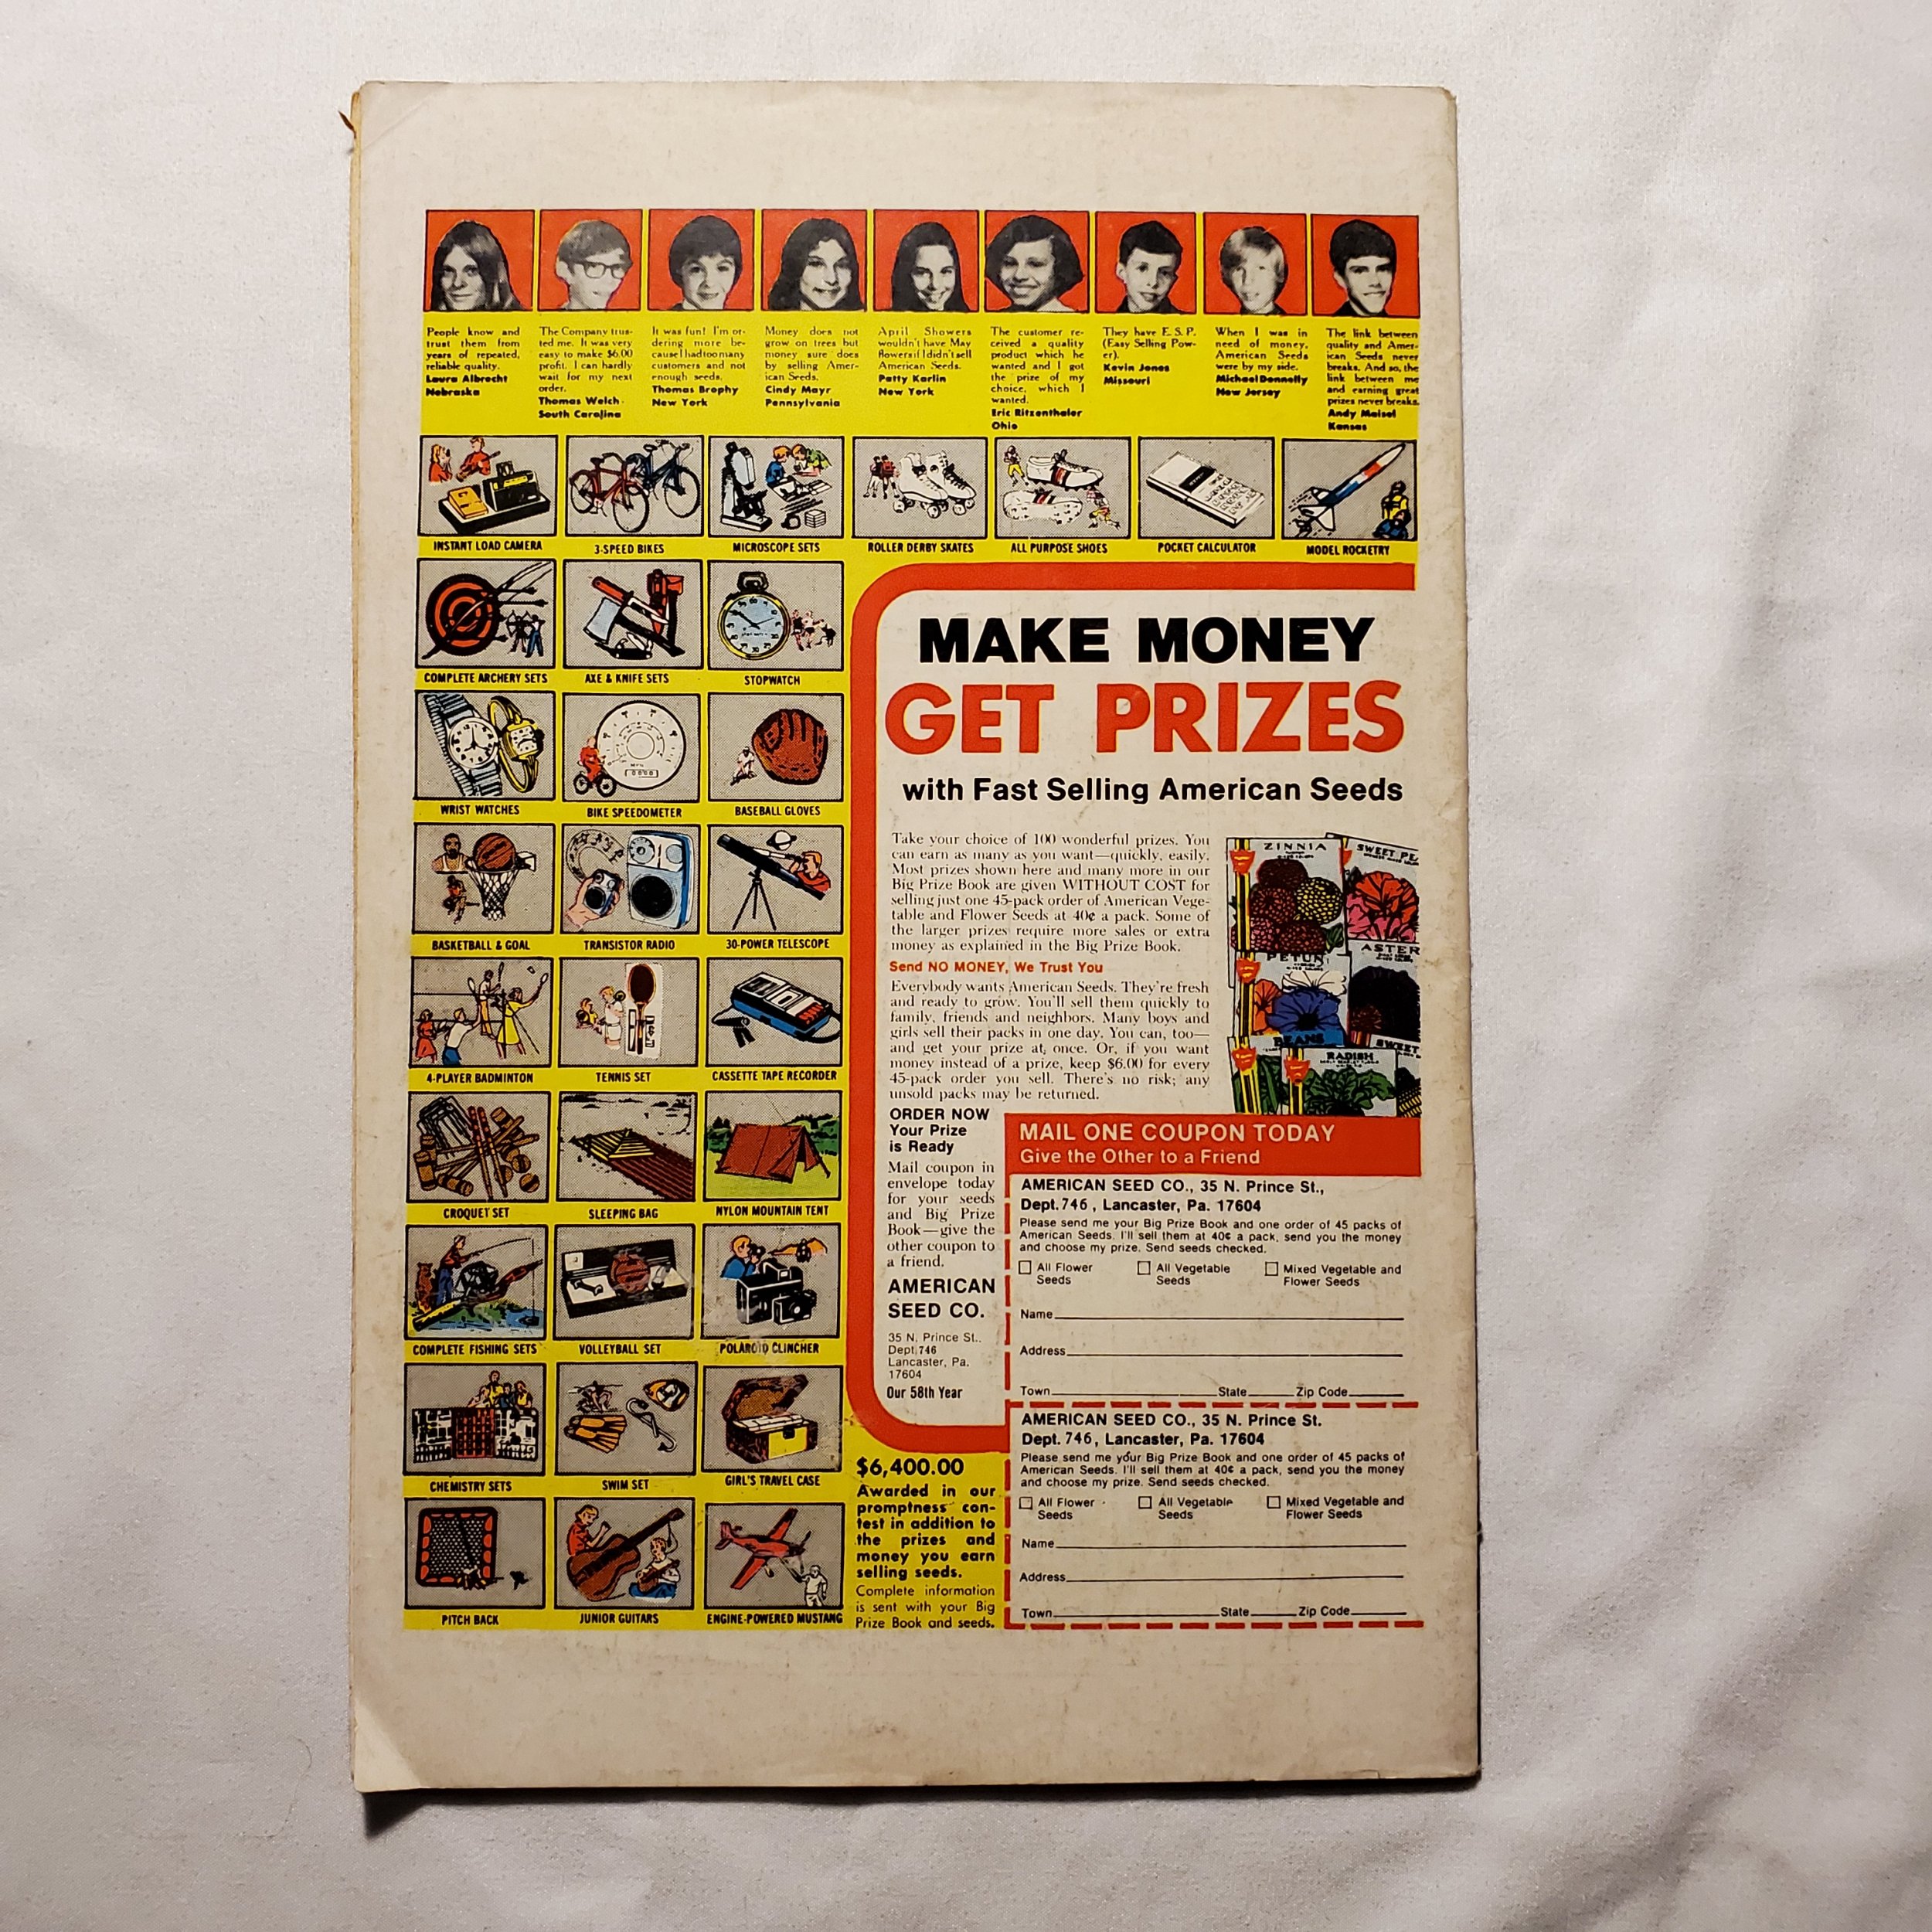 People know and
trust them from
years of repeated,
reliable quality.
Laura Albrecht
Nebraska
The Company trus-
ted me. It was very
easy to make $6.00
profit. I can hardly
wait for my next
order.
Thomas Welch
South Carolina
It was fun! I'm or-
dering more be-
cause I had too many
customers and not
enough seeds.
Thomas Brophy
New York
Money does not
grow on trees but
money sure does
by selling Amer-
ican Seeds.
Cindy Mayr
Pennsylvania
April Showers
wouldn't have May
flowers if I didn't sell
American Seeds.
Patty Karlin
New York
The customer re-
ceived a quality
product which he
wanted and I got
the prize of my
choice, which I
wanted.
Eric Ritzenthaler
Ohio
They have E. S. P.
(Easy Selling Pow-
er).
Kevin Jones
Missouri
When I was in
need of money,
American Seeds
were by my side.
Michael Donnelly
New Jersey
The link between
quality and Amer-
ican Seeds never
breaks. And so, the
link between me
and earning great
prizes never breaks.
Andy Maisel
Kansas
INSTANT LOAD CAMERA
3-SPEED BIKES
MICROSCOPE SETS
ROLLER DERBY SKATES
ALL PURPOSE SHOES
POCKET CALCULATOR
MODEL ROCKETRY
COMPLETE ARCHERY SETS
AXE & KNIFE SETS
STOPWATCH
WRIST WATCHES
BIKE SPEEDOMETER
BASEBALL GLOVES
BASKETBALL & GOAL
TRANSISTOR RADIO
30-POWER TELESCOPE
4-PLAYER BADMINTON
TENNIS SET
CASSETTE TAPE RECORDER
CROQUET SET
SLEEPING BAG
NYLON MOUNTAIN TENT
COMPLETE FISHING SETS
VOLLEYBALL SET
POLAROID CLINCHER
CHEMISTRY SETS
SWIM SET
GIRL'S TRAVEL CASE
PITCH BACK
JUNIOR GUITARS
ENGINE-POWERED MUSTANG
MAKE MONEY
GET PRIZES
with Fast Selling American Seeds
Take your choice of 100 wonderful prizes. You
can earn as many as you want—quickly, easily.
Most prizes shown here and many more in our
Big Prize Book are given WITHOUT COST for
selling just one 45-pack order of American Vege-
table and Flower Seeds at 40¢ a pack. Some of
the larger prizes require more sales or extra
money as explained in the Big Prize Book.
Send NO MONEY, We Trust You
Everybody wants American Seeds. They're fresh
and ready to grow. You'll sell them quickly to
family, friends and neighbors. Many boys and
girls sell their packs in one day. You can, too—
and get your prize at once. Or, if you want
money instead of a prize, keep $6.00 for every
45-pack order you sell. There's no risk; any
unsold packs may be returned.
ZINNIA
SWEET PE
ASTER
PETUN
BEANS
SWEET
RADISH
ORDER NOW
Your Prize
is Ready
Mail coupon in
envelope today
for your seeds
and Big Prize
Book—give the
other coupon to
a friend.
AMERICAN
SEED CO.
35 N. Prince St.,
Dept. 746
Lancaster, Pa.
17604
Our 58th Year
$6,400.00
Awarded in our
promptness con-
test in addition to
the prizes and
money you earn
selling seeds.
Complete information
is sent with your Big
Prize Book and seeds.
MAIL ONE COUPON TODAY
Give the Other to a Friend
AMERICAN SEED CO., 35 N. Prince St.,
Dept. 746, Lancaster, Pa. 17604
Please send me your Big Prize Book and one order of 45 packs of
American Seeds. I'll sell them at 40¢ a pack, send you the money
and choose my prize. Send seeds checked.
All Flower Seeds
All Vegetable Seeds
Mixed Vegetable and Flower Seeds
Name
Address
Town State Zip Code
AMERICAN SEED CO., 35 N. Prince St.
Dept. 746, Lancaster, Pa. 17604
Please send me your Big Prize Book and one order of 45 packs of
American Seeds. I'll sell them at 40¢ a pack, send you the money
and choose my prize. Send seeds checked.
All Flower Seeds
All Vegetable Seeds
Mixed Vegetable and Flower Seeds
Name
Address
Town State Zip Code